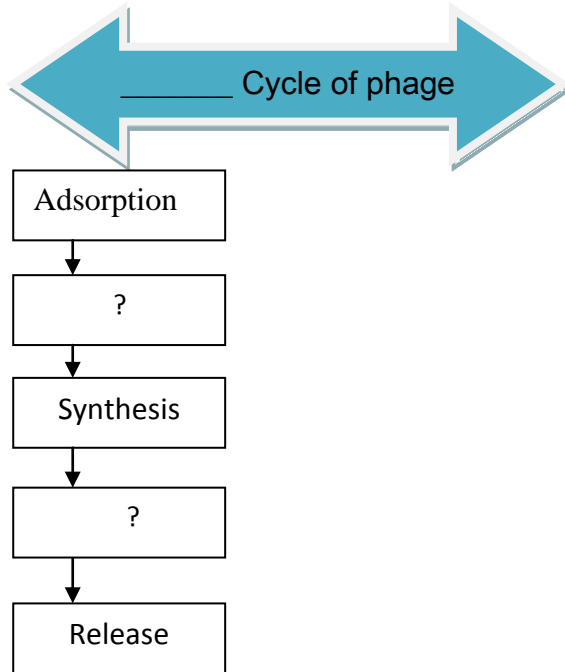 _______ Cycle of phage
Adsorption
?
Synthesis
?
Release